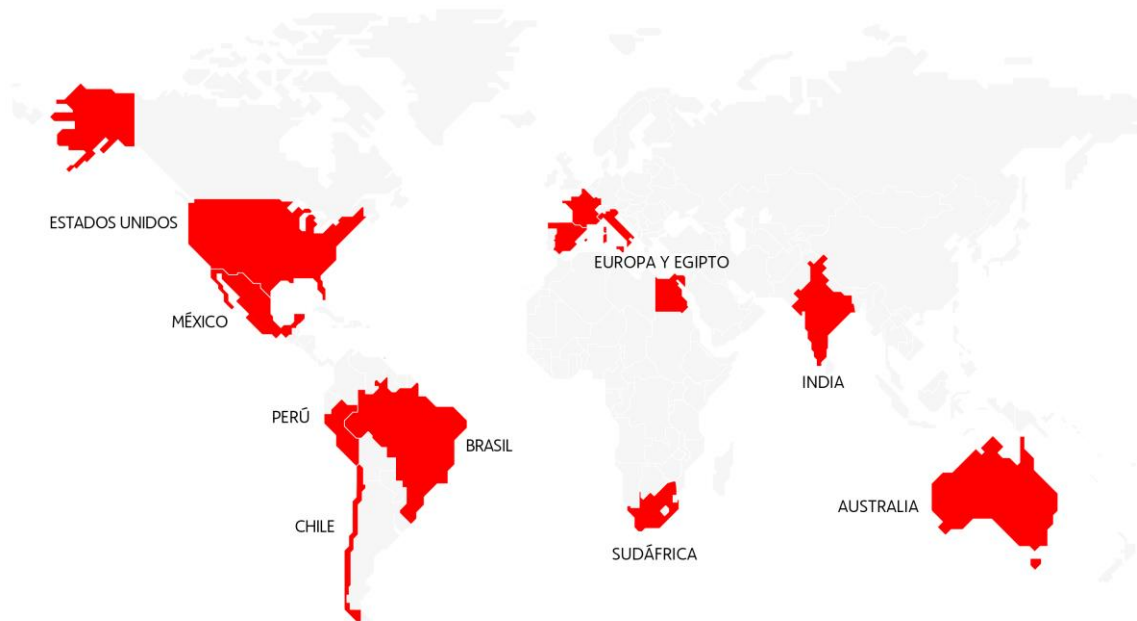 ESTADOS UNIDOS
EUROPA Y EGIPTO
MÉXICO
INDIA
PERÚ
BRASIL
AUSTRALIA
CHILE
SUDÁFRICA